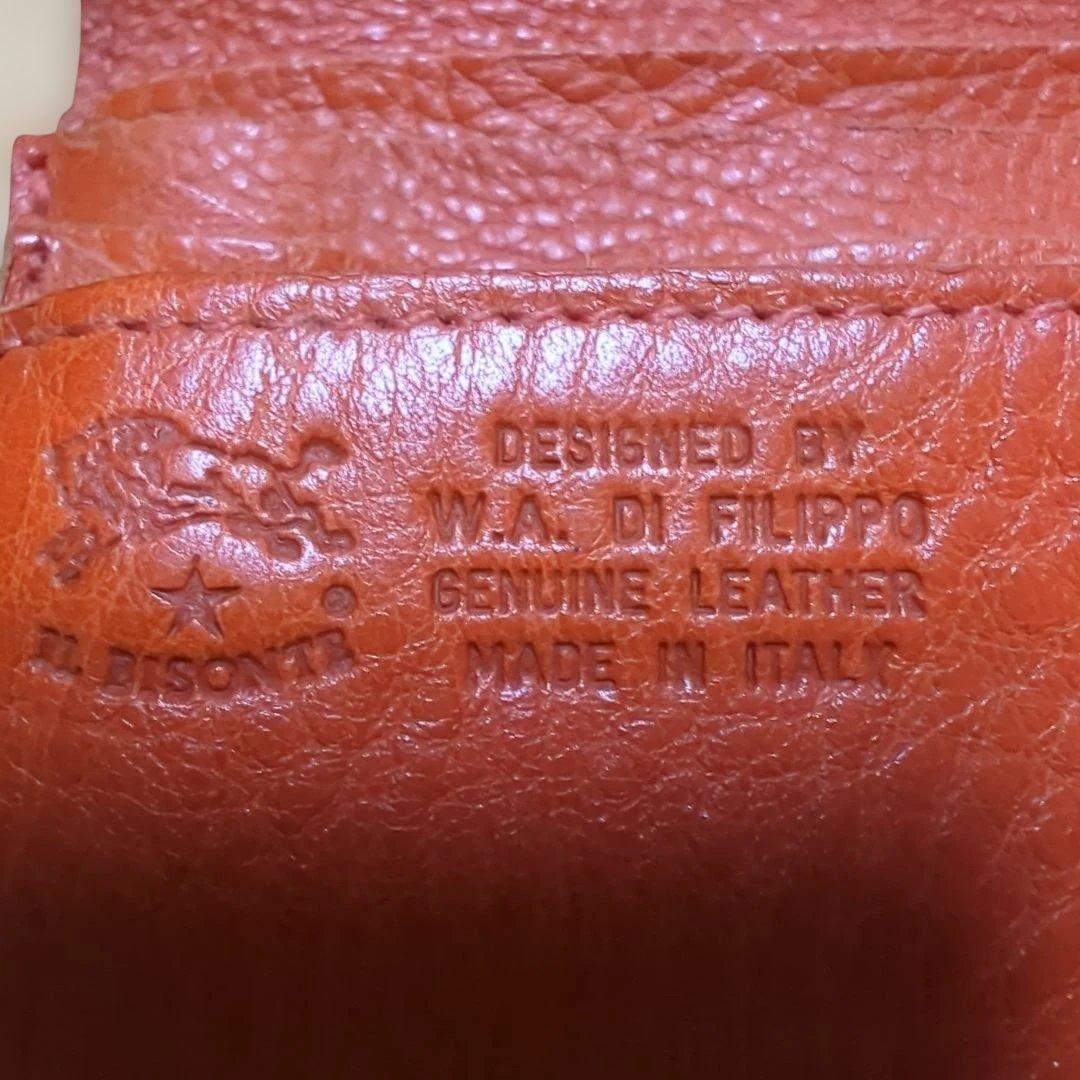 IL BISONTE ®
DESIGNED BY
W.A. DI FILIPPO
GENUINE LEATHER
MADE IN ITALY